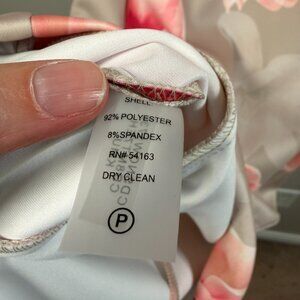 SHELL
92% POLYESTER
8%SPANDEX
RN# 54163
DRY CLEAN
P